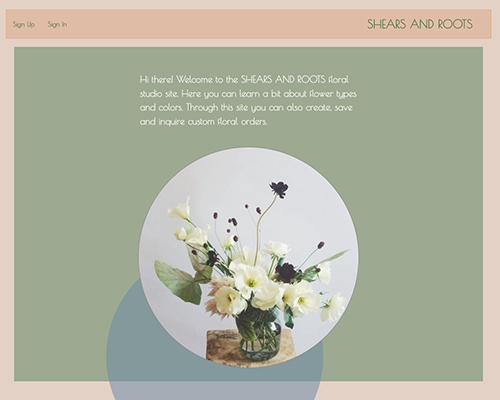 Sign Up Sign In SHEARS AND ROOTS
Hi there! Welcome to the SHEARS AND ROOTS floral
studio site. Here you can learn a bit about flower types
and colors. Through this site you can also create, save
and inquire custom floral orders.